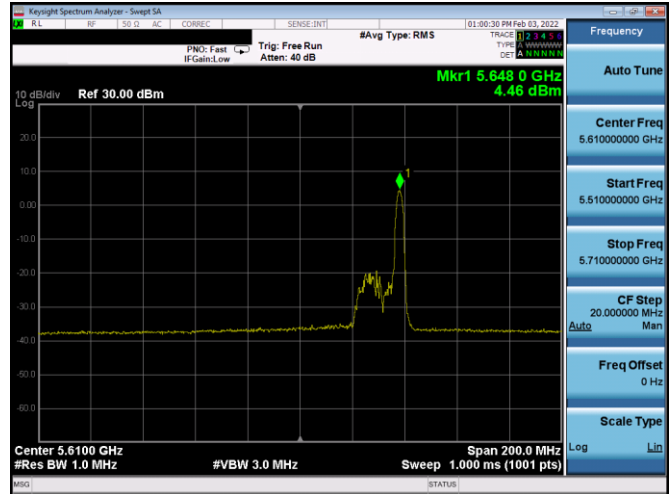 Keysight Spectrum Analyzer - Swept SA
LXI RL RF 50 Ω AC CORREC SENSE:INT 01:00:30 PM Feb 03, 2022
#Avg Type: RMS TRACE 1 2 3 4 5 6
PNO: Fast Trig: Free Run TYPE A WWWWW
IFGain:Low Atten: 40 dB DET A N N N N N
Mkr1 5.648 0 GHz
10 dB/div Ref 30.00 dBm 4.46 dBm
Log
20.0
10.0
0.00
-10.0
-20.0
-30.0
-40.0
-50.0
-60.0
1
Center 5.6100 GHz Span 200.0 MHz
#Res BW 1.0 MHz #VBW 3.0 MHz Sweep 1.000 ms (1001 pts)
MSG STATUS
Frequency
Auto Tune
Center Freq
5.610000000 GHz
Start Freq
5.510000000 GHz
Stop Freq
5.710000000 GHz
CF Step
20.000000 MHz
Auto Man
Freq Offset
0 Hz
Scale Type
Log Lin